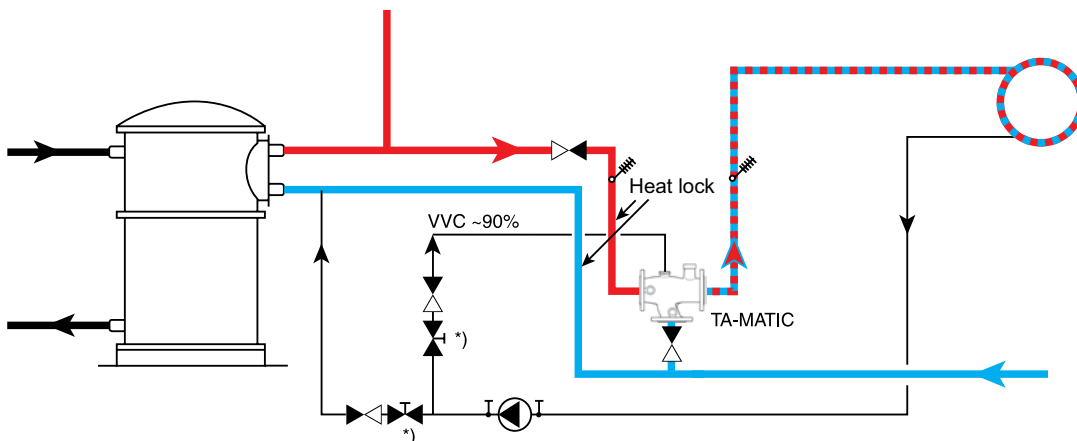 Heat lock
VVC ~90%
TA-MATIC
*)
*)